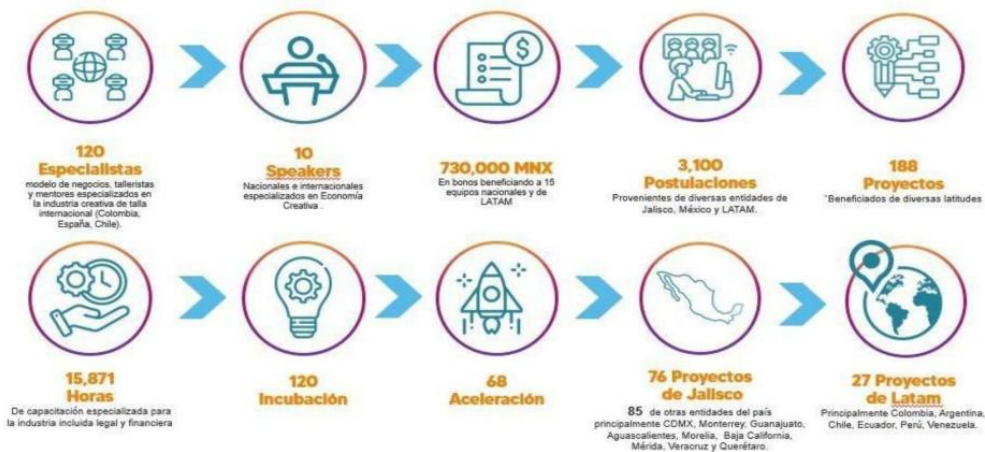 120
Especialistas
modelo de negocios, talleristas
y mentores especializados en
la industria creativa de talla
internacional (Colombia,
España, Chile).
10
Speakers
Nacionales e internacionales
especializados en Economía
Creativa .
730,000 MNX
En bonos beneficiando a 15
equipos nacionales y de
LATAM
3,100
Postulaciones
Provenientes de diversas entidades de
Jalisco, México y LATAM.
188
Proyectos
*Beneficiados de diversas latitudes
15,871
Horas
De capacitación especializada para
la industria incluida legal y financiera
120
Incubación
68
Aceleración
76 Proyectos
de Jalisco
85 de otras entidades del país
principalmente CDMX, Monterrey, Guanajuato,
Aguascalientes, Morelia, Baja California,
Mérida, Veracruz y Querétaro.
27 Proyectos
de Latam
Principalmente Colombia, Argentina,
Chile, Ecuador, Perú, Venezuela.